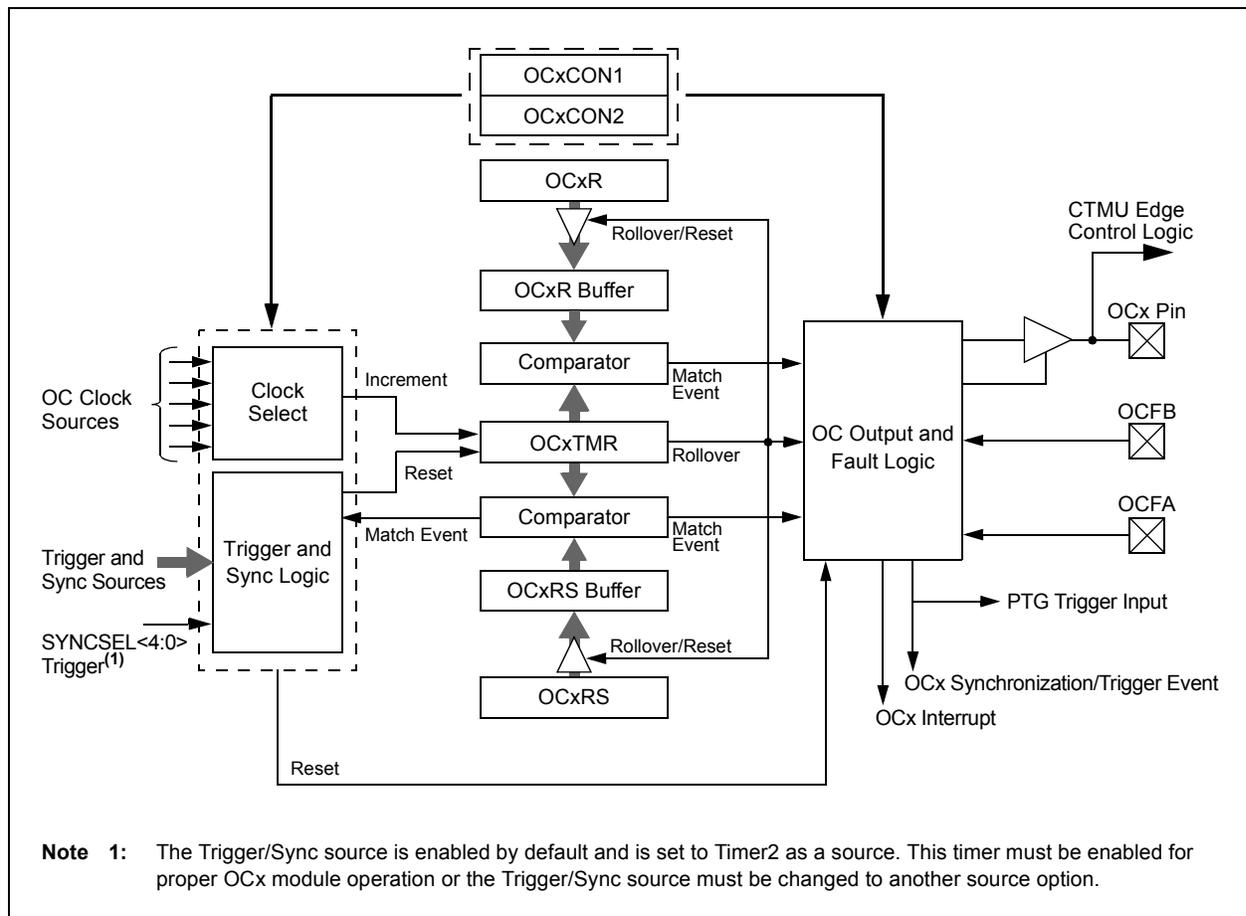 OCxCON1
OCxCON2
OCxR
Rollover/Reset
OCxR Buffer
Comparator
Match
Event
Increment
OC Clock
Sources
Clock
Select
OCxTMR
Rollover
Reset
Comparator
Match Event
Match
Event
Trigger and
Sync Sources
Trigger and
Sync Logic
OCxRS Buffer
SYNCSEL<4:0>
Trigger(1)
Rollover/Reset
OCxRS
Reset
OC Output and
Fault Logic
CTMU Edge
Control Logic
OCx Pin
OCFB
OCFA
PTG Trigger Input
OCx Synchronization/Trigger Event
OCx Interrupt
Note 1: The Trigger/Sync source is enabled by default and is set to Timer2 as a source. This timer must be enabled for
proper OCx module operation or the Trigger/Sync source must be changed to another source option.